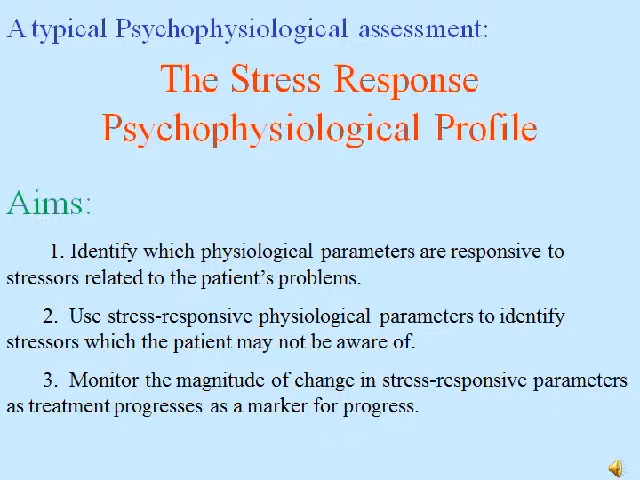 A typical Psychophysiological assessment:
The Stress Response
Psychophysiological Profile
Aims:
1. Identify which physiological parameters are responsive to
stressors related to the patient's problems.
2. Use stress-responsive physiological parameters to identify
stressors which the patient may not be aware of.
3. Monitor the magnitude of change in stress-responsive parameters
as treatment progresses as a marker for progress.